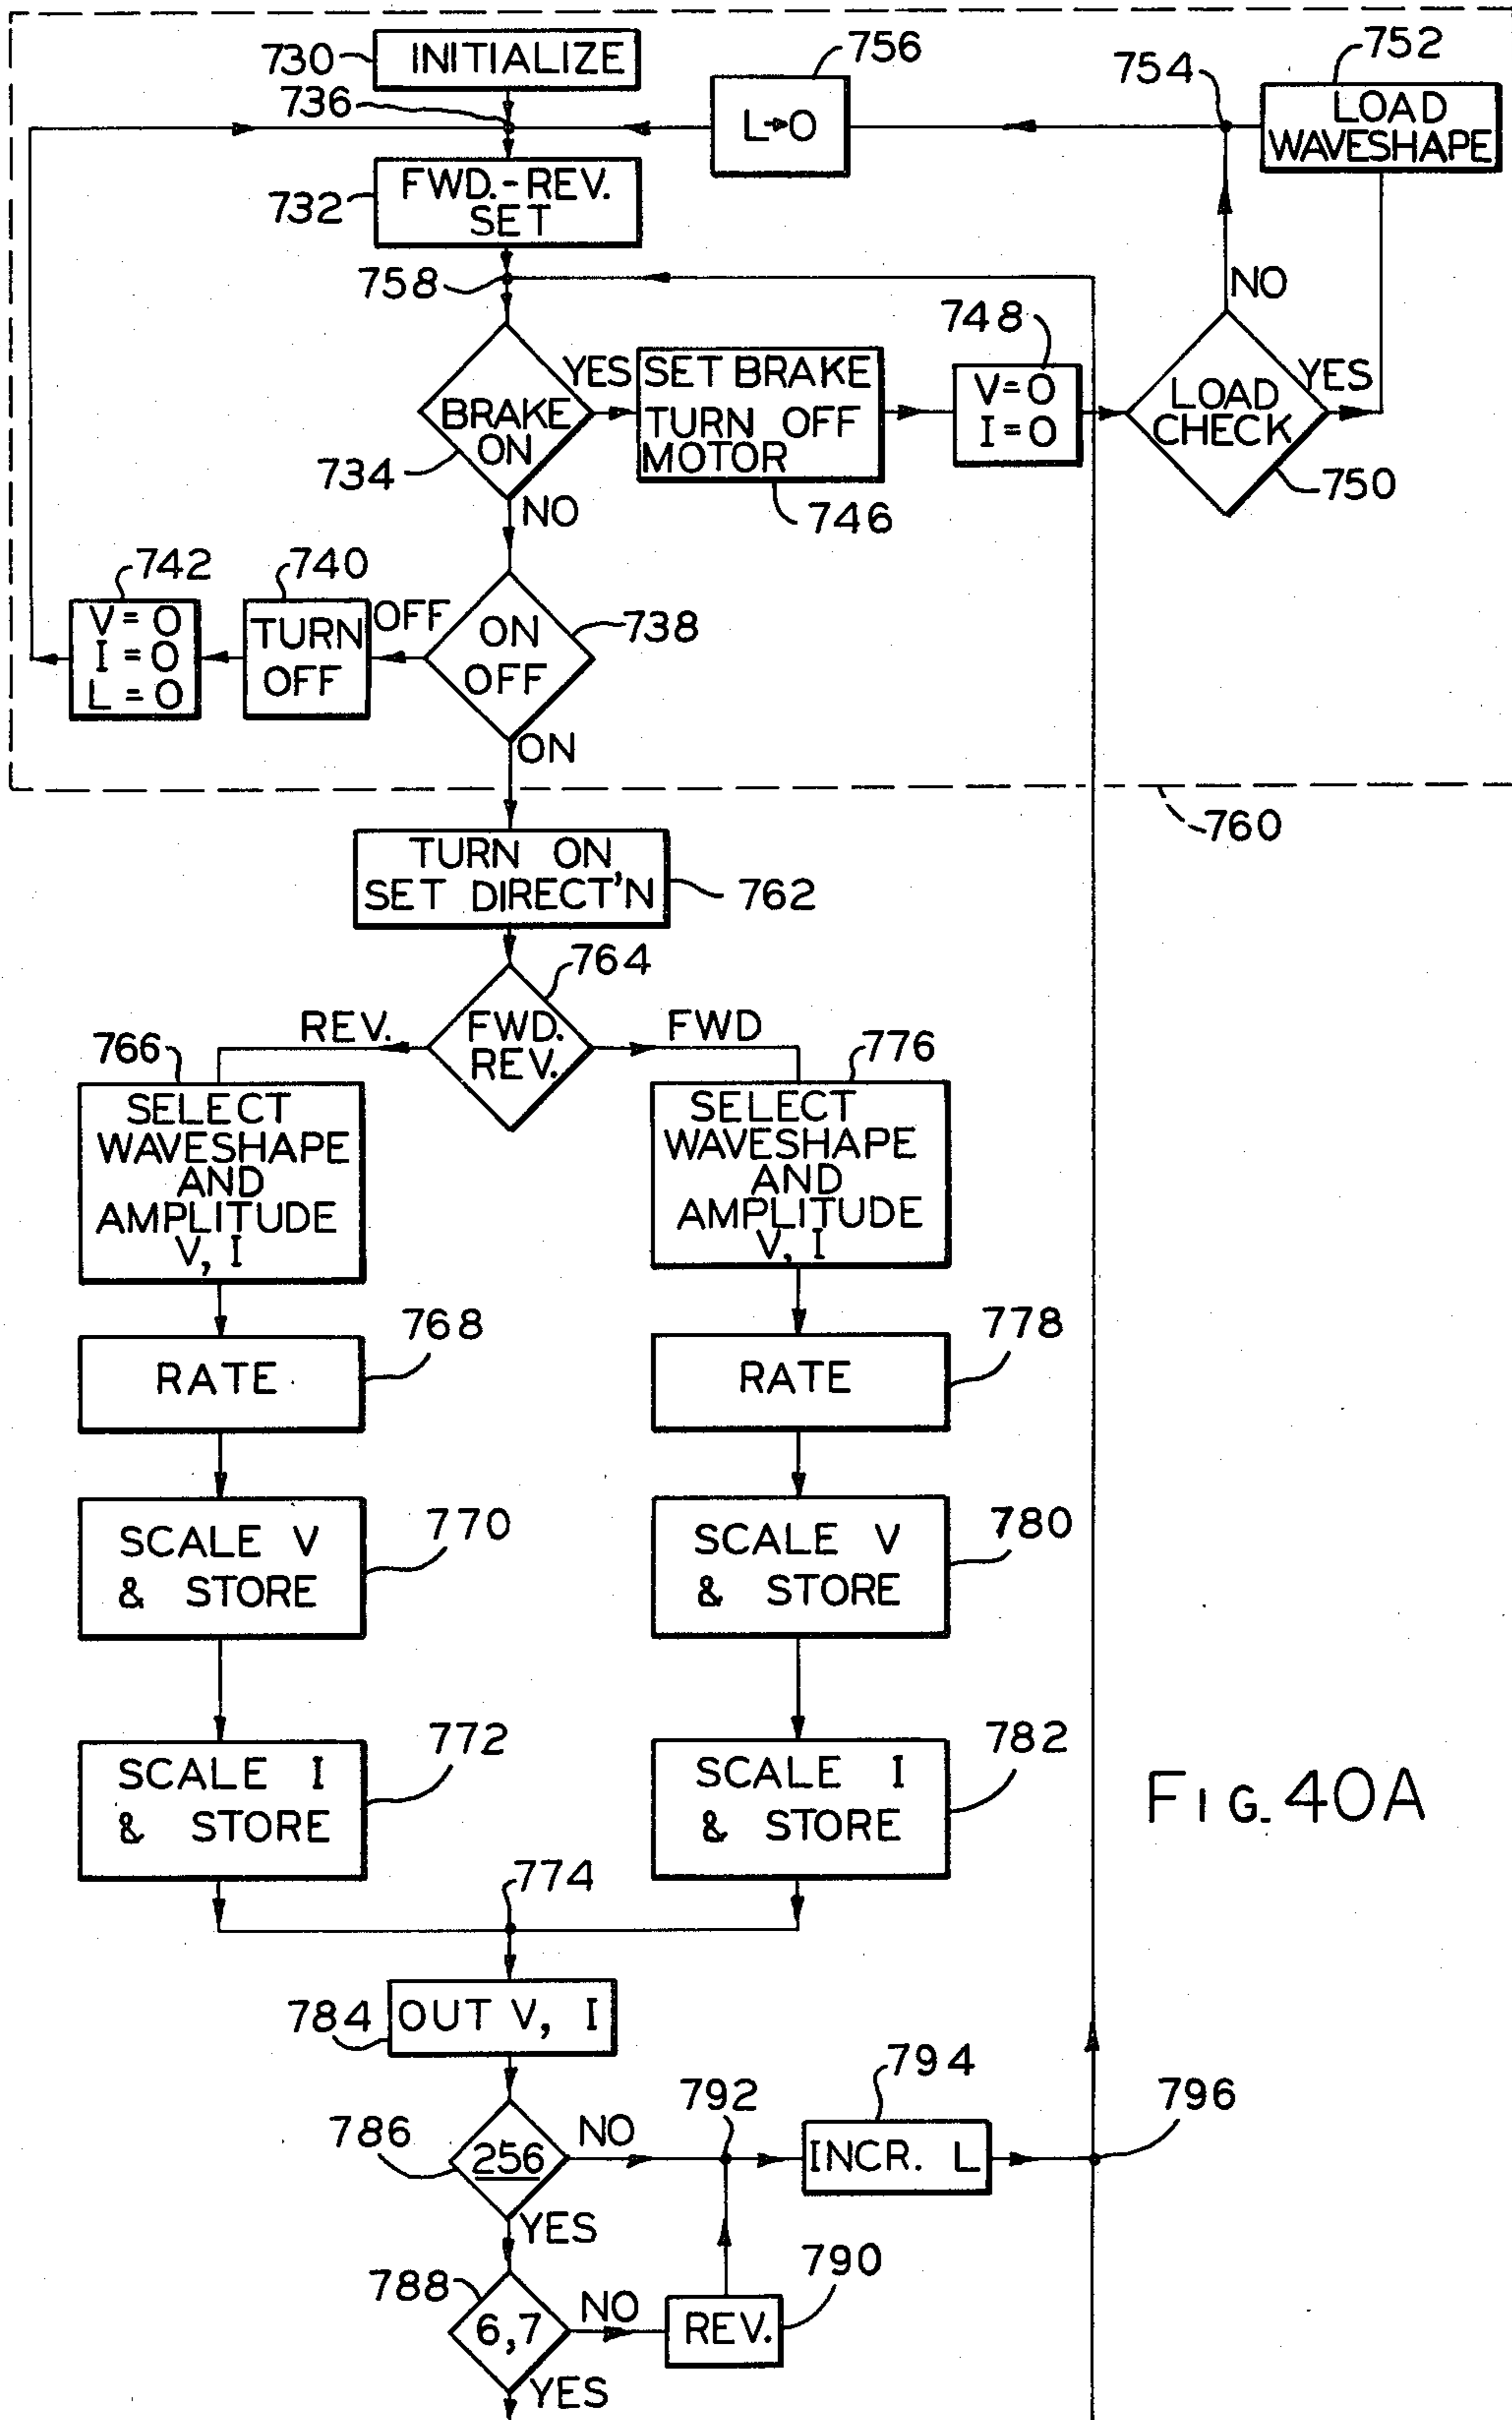 730
INITIALIZE
736
756
L→O
754
752
LOAD
WAVESHAPE
732
FWD.-REV.
SET
758
NO
748
V=0
I=0
YES
SET BRAKE
TURN OFF
MOTOR
BRAKE
ON
734
746
LOAD
CHECK
YES
750
NO
742
V=0
I=0
L=0
740
TURN
OFF
OFF
ON
OFF
738
ON
760
TURN ON,
SET DIRECT'N
762
764
REV.
FWD.
REV.
FWD
766
SELECT
WAVESHAPE
AND
AMPLITUDE
V, I
776
SELECT
WAVESHAPE
AND
AMPLITUDE
V, I
768
RATE
778
RATE
770
SCALE V
& STORE
780
SCALE V
& STORE
772
SCALE I
& STORE
782
SCALE I
& STORE
FIG. 40A
774
784
OUT V, I
786
256
NO
792
794
INCR. L
796
YES
788
6,7
NO
790
REV.
YES